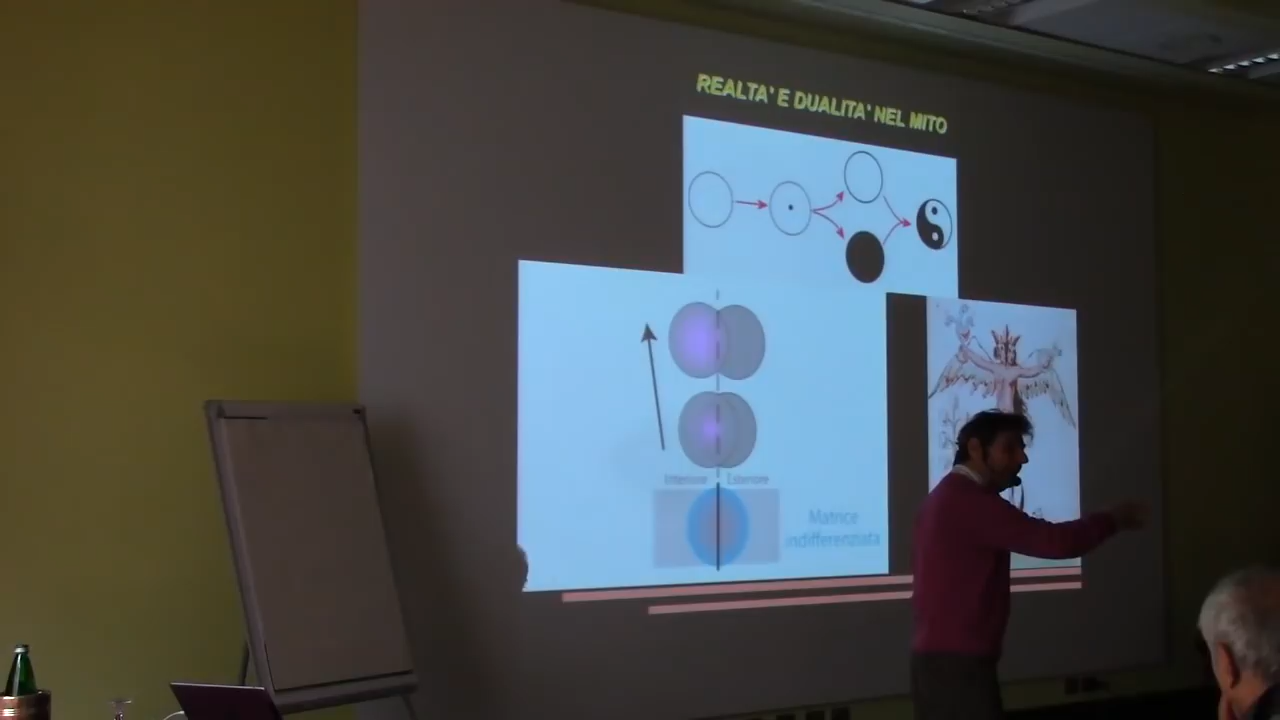 REALTA' E DUALITA' NEL MITO
Interiore Esteriore
Matrice
indifferenziata